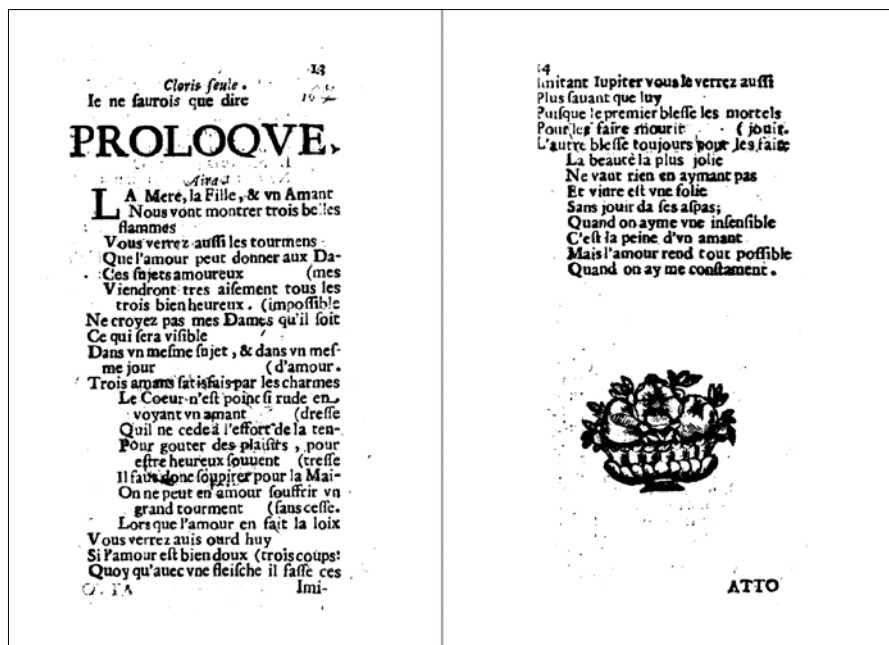 13
Cloris seule.
Ie ne saurois que dire
PROLOQVE.
Airad
LA Mere, la Fille, & vn Amant
Nous vont montrer trois belles
flammes
Vous verrez aussi les tourmens
Que l'amour peut donner aux Da-
Ces sujets amoureux (mes
Viendront tres aisement tous les
trois bien heureux. (impossible
Ne croyez pas mes Dames qu'il soit
Ce qui sera visible
Dans vn mesme sujet, & dans vn mes-
me jour (d'amour.
Trois amans satisfais par les charmes
Le Coeur n'est point si rude en
voyant vn amant (dresse
Quil ne cede à l'effort de la ten-
Pour gouter des plaisirs, pour
estre heureux souuent (tresse
Il faut donc soupirer pour la Mai-
On ne peut en amour souffrir vn
grand tourment (sans cesse.
Lors que l'amour en fait la loix
Vous verrez auis ourd huy
Si l'amour est bien doux (trois coups:
Quoy qu'auec vne fleische il fasse ces
Imi-
14
Imitant Iupiter vous le verrez aussi
Plus sauant que luy
Puisque le premier blesse les mortels
Pour les faire mourir (jouir.
L'autre blesse toujours pour les faire
La beauté la plus jolie
Ne vaut rien en aymant pas
Et viure est vne folie
Sans jouir da ses aspas;
Quand on ayme vne insensible
C'est la peine d'vn amant
Mais l'amour rend tout possible
Quand on ay me constament.
ATTO